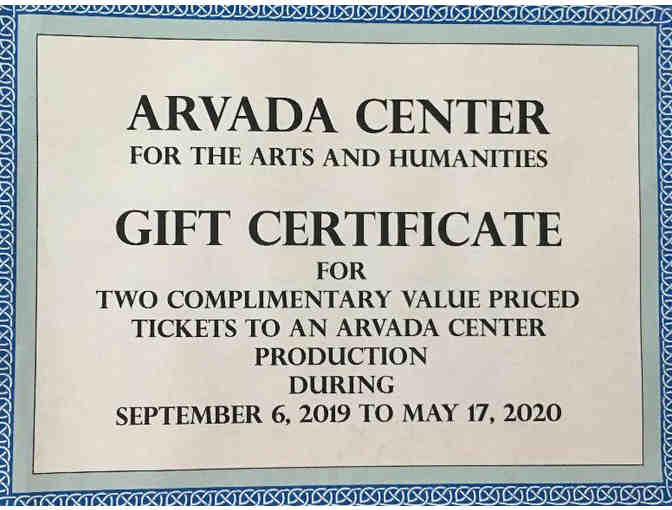 ARVADA CENTER
FOR THE ARTS AND HUMANITIES
GIFT CERTIFICATE
FOR
TWO COMPLIMENTARY VALUE PRICED
TICKETS TO AN ARVADA CENTER
PRODUCTION
DURING
SEPTEMBER 6, 2019 TO MAY 17, 2020